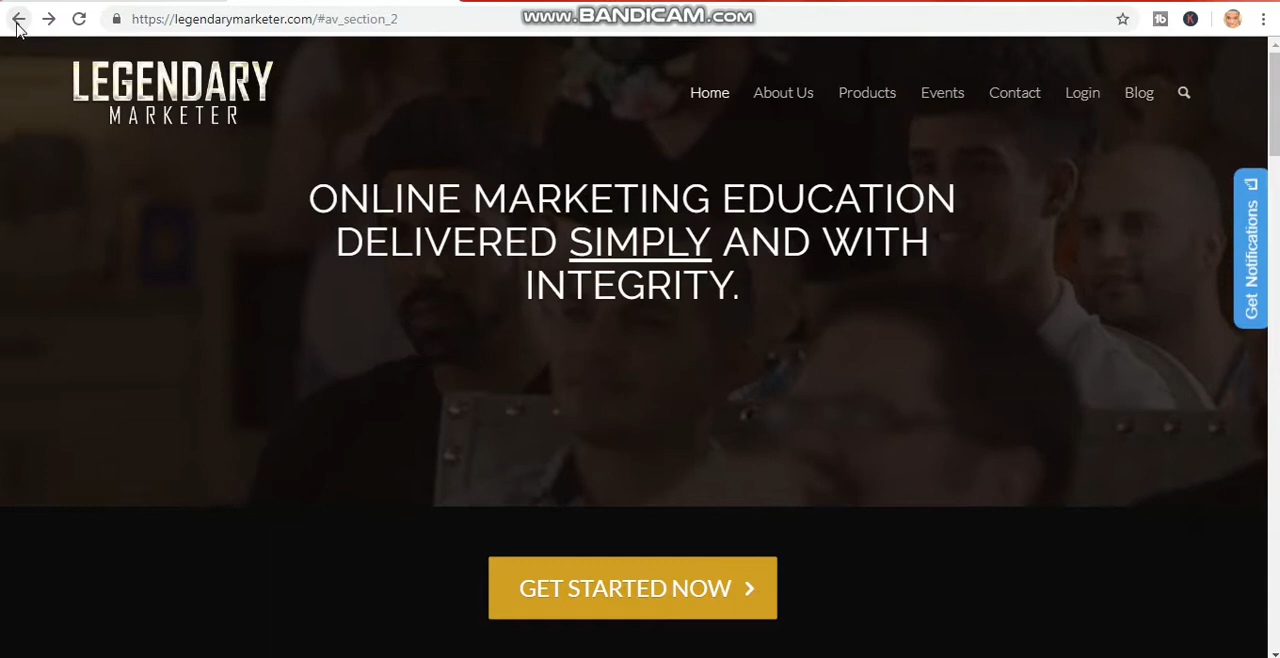 https://legendarymarketer.com/#av_section_2
www.BANDICAM.com
tb
K
LEGENDARY
MARKETER
Home About Us Products Events Contact Login Blog
ONLINE MARKETING EDUCATION
DELIVERED SIMPLY AND WITH
INTEGRITY.
Get Notifications
GET STARTED NOW